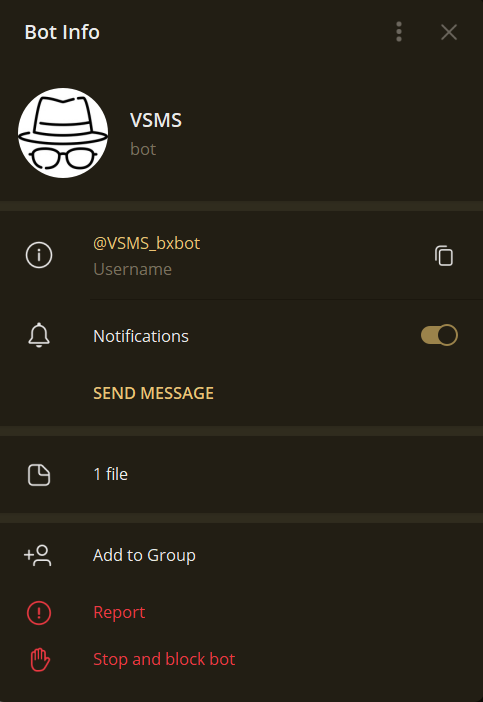 Bot Info
VSMS
bot
@VSMS_bxbot
Username
Notifications
SEND MESSAGE
1 file
Add to Group
Report
Stop and block bot